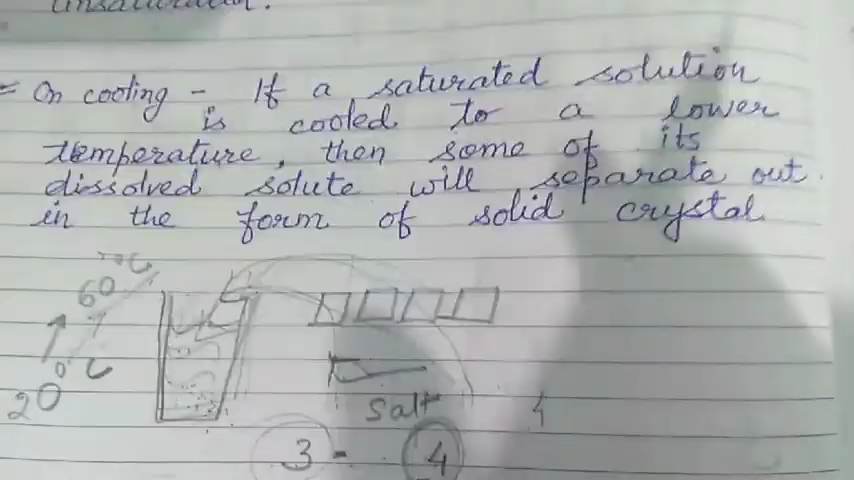 = On cooling - If a saturated solution
is cooled to a lower
temperature, then some of its
dissolved solute will separate out.
in the form of solid crystal
60
20
Salt
3 - 4